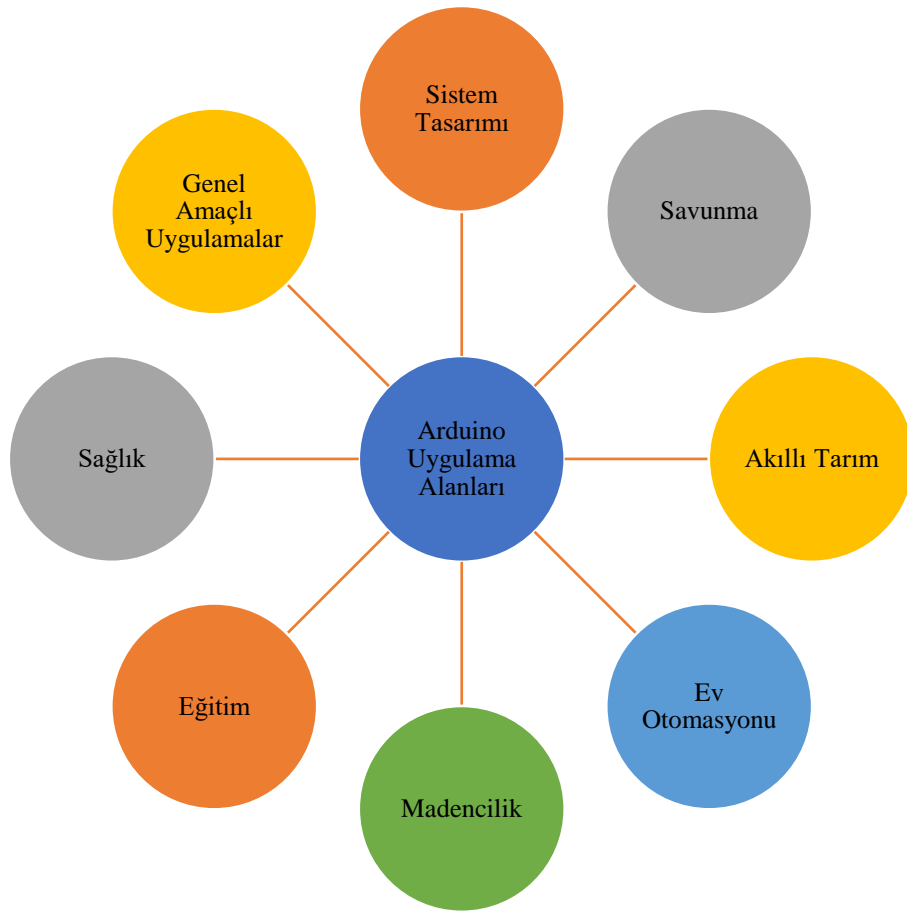 Sistem
Tasarımı
Savunma
Akıllı Tarım
Ev
Otomasyonu
Madencilik
Eğitim
Sağlık
Genel
Amaçlı
Uygulamalar
Arduino
Uygulama
Alanları